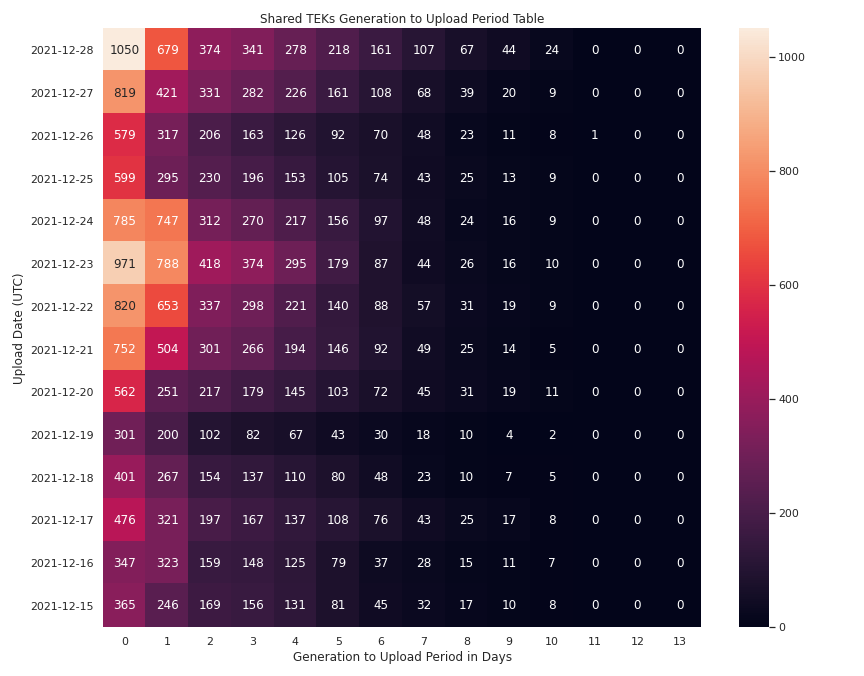 Shared TEKs Generation to Upload Period Table
Upload Date (UTC)
2021-12-28 1050 679 374 341 278 218 161 107 67 44 24 0 0 0
2021-12-27 819 421 331 282 226 161 108 68 39 20 9 0 0 0
2021-12-26 579 317 206 163 126 92 70 48 23 11 8 1 0 0
2021-12-25 599 295 230 196 153 105 74 43 25 13 9 0 0 0
2021-12-24 785 747 312 270 217 156 97 48 24 16 9 0 0 0
2021-12-23 971 788 418 374 295 179 87 44 26 16 10 0 0 0
2021-12-22 820 653 337 298 221 140 88 57 31 19 9 0 0 0
2021-12-21 752 504 301 266 194 146 92 49 25 14 5 0 0 0
2021-12-20 562 251 217 179 145 103 72 45 31 19 11 0 0 0
2021-12-19 301 200 102 82 67 43 30 18 10 4 2 0 0 0
2021-12-18 401 267 154 137 110 80 48 23 10 7 5 0 0 0
2021-12-17 476 321 197 167 137 108 76 43 25 17 8 0 0 0
2021-12-16 347 323 159 148 125 79 37 28 15 11 7 0 0 0
2021-12-15 365 246 169 156 131 81 45 32 17 10 8 0 0 0
0 1 2 3 4 5 6 7 8 9 10 11 12 13
Generation to Upload Period in Days
1000
800
600
400
200
0